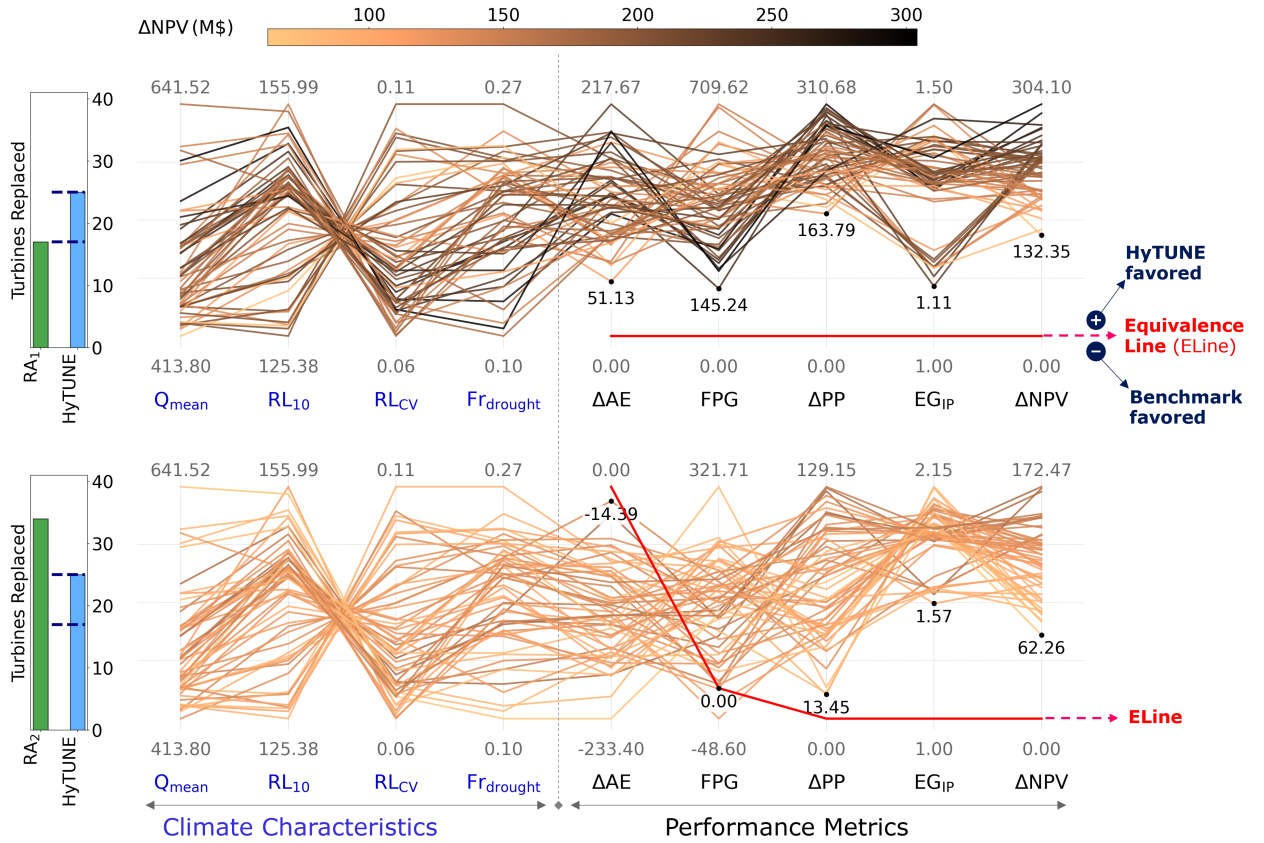 ΔNPV (M$)
100 150 200 250 300
641.52 155.99 0.11 0.27 217.67 709.62 310.68 1.50 304.10
Turbines Replaced
40
30
20
10
0
RA1 HyTUNE
51.13 145.24 163.79 1.11 132.35
413.80 125.38 0.06 0.10 0.00 0.00 0.00 1.00 0.00
Qmean RL10 RLCV Frdrought ΔAE FPG ΔPP EGIP ΔNPV
HyTUNE
favored
+
Equivalence
Line (ELine)
−
Benchmark
favored
641.52 155.99 0.11 0.27 0.00 321.71 129.15 2.15 172.47
Turbines Replaced
40
30
20
10
0
RA2 HyTUNE
-14.39 0.00 13.45 1.57 62.26
ELine
413.80 125.38 0.06 0.10 -233.40 -48.60 0.00 1.00 0.00
Qmean RL10 RLCV Frdrought ΔAE FPG ΔPP EGIP ΔNPV
Climate Characteristics Performance Metrics